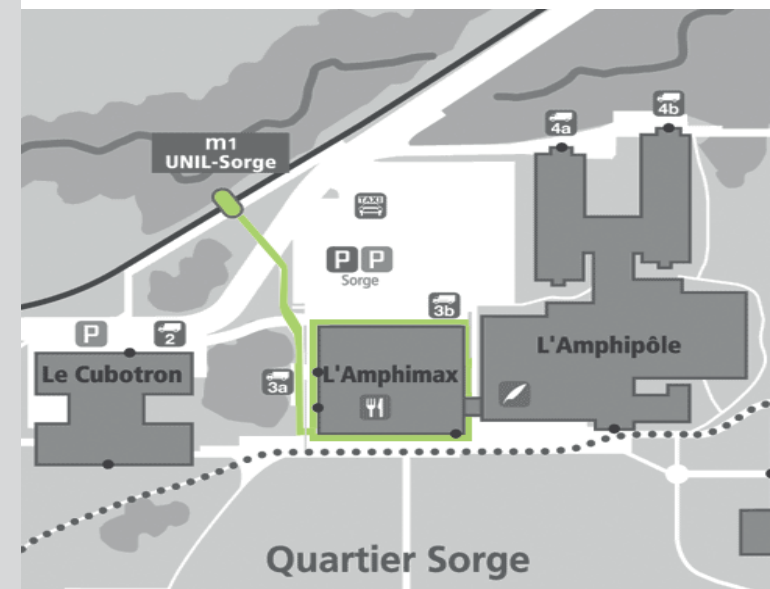 4b
4a
m1
UNIL-Sorge
TAXI
P P
Sorge
3b
P
2
L'Amphipôle
Le Cubotron
3a
L'Amphimax
Quartier Sorge